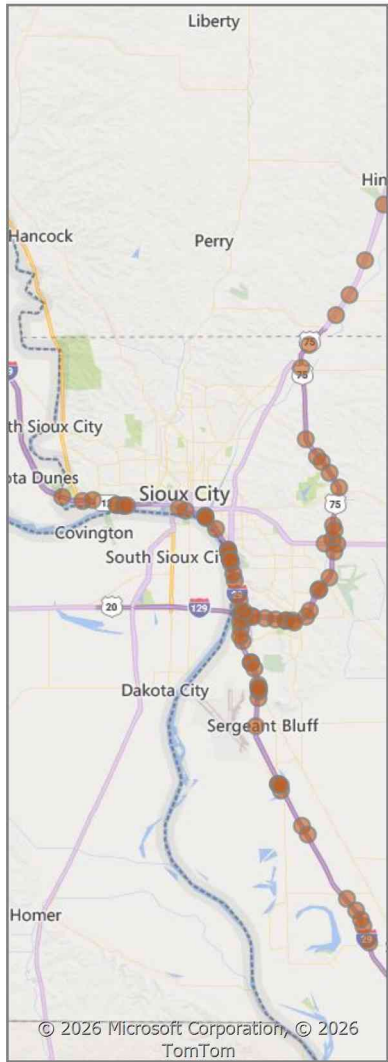 Liberty
Hin
Hancock
Perry
75
75
th Sioux City
ota Dunes
Sioux City
75
Covington
South Sioux Ci
29
20
129
Dakota City
Sergeant Bluff
Homer
29
© 2026 Microsoft Corporation, © 2026
TomTom